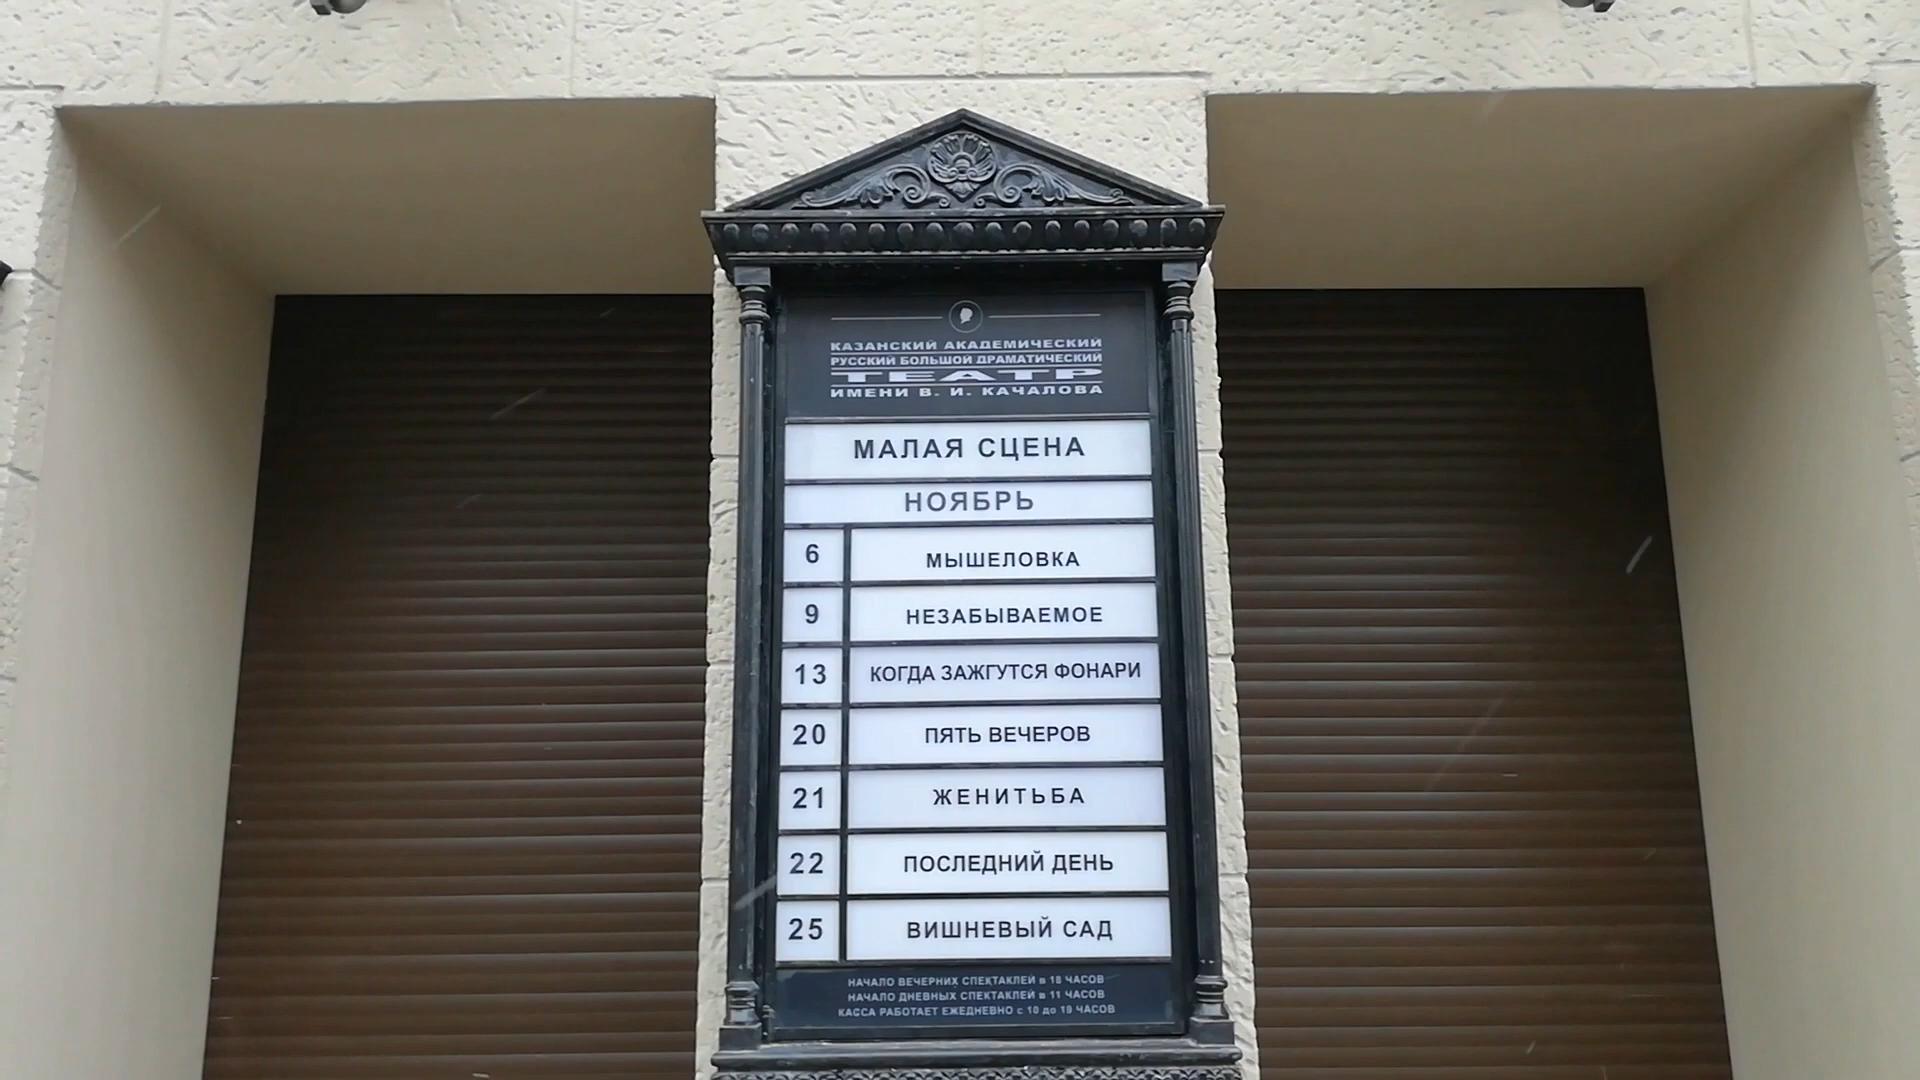 КАЗАНСКИЙ АКАДЕМИЧЕСКИЙ
РУССКИЙ БОЛЬШОЙ ДРАМАТИЧЕСКИЙ
ТЕАТР
ИМЕНИ В. И. КАЧАЛОВА
МАЛАЯ СЦЕНА
НОЯБРЬ
6 МЫШЕЛОВКА
9 НЕЗАБЫВАЕМОЕ
13 КОГДА ЗАЖГУТСЯ ФОНАРИ
20 ПЯТЬ ВЕЧЕРОВ
21 ЖЕНИТЬБА
22 ПОСЛЕДНИЙ ДЕНЬ
25 ВИШНЕВЫЙ САД
НАЧАЛО ВЕЧЕРНИХ СПЕКТАКЛЕЙ в 18 ЧАСОВ
НАЧАЛО ДНЕВНЫХ СПЕКТАКЛЕЙ в 11 ЧАСОВ
КАССА РАБОТАЕТ ЕЖЕДНЕВНО с 10 до 19 ЧАСОВ